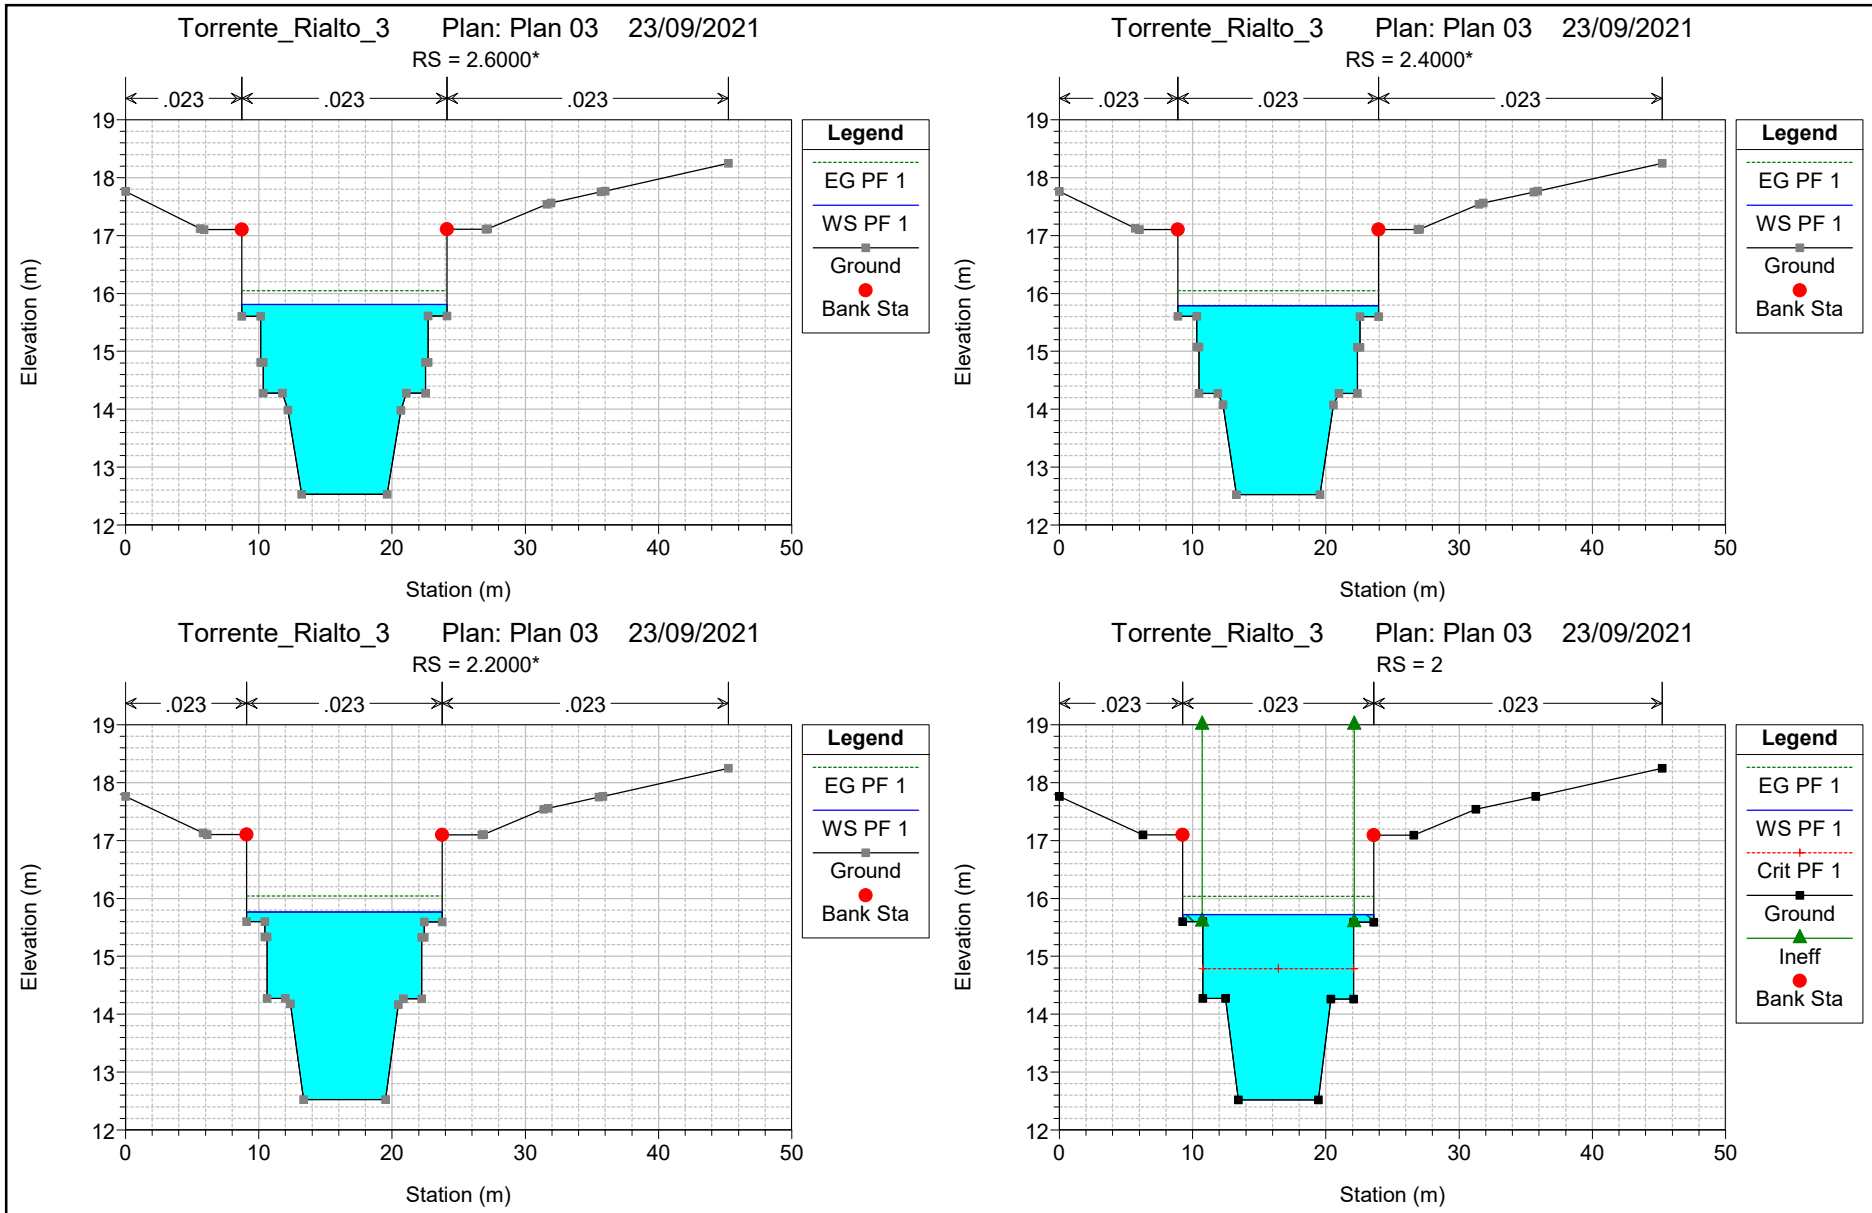 Torrente_Rialto_3 Plan: Plan 03 23/09/2021
RS = 2.6000*
.023 .023 .023
19
18
17
16
15
14
13
12
0 10 20 30 40 50
Station (m)
Elevation (m)
Legend
EG PF 1
WS PF 1
Ground
Bank Sta
Torrente_Rialto_3 Plan: Plan 03 23/09/2021
RS = 2.4000*
.023 .023 .023
19
18
17
16
15
14
13
12
0 10 20 30 40 50
Station (m)
Elevation (m)
Legend
EG PF 1
WS PF 1
Ground
Bank Sta
Torrente_Rialto_3 Plan: Plan 03 23/09/2021
RS = 2.2000*
.023 .023 .023
19
18
17
16
15
14
13
12
0 10 20 30 40 50
Station (m)
Elevation (m)
Legend
EG PF 1
WS PF 1
Ground
Bank Sta
Torrente_Rialto_3 Plan: Plan 03 23/09/2021
RS = 2
.023 .023 .023
19
18
17
16
15
14
13
12
0 10 20 30 40 50
Station (m)
Elevation (m)
Legend
EG PF 1
WS PF 1
Crit PF 1
Ground
Ineff
Bank Sta